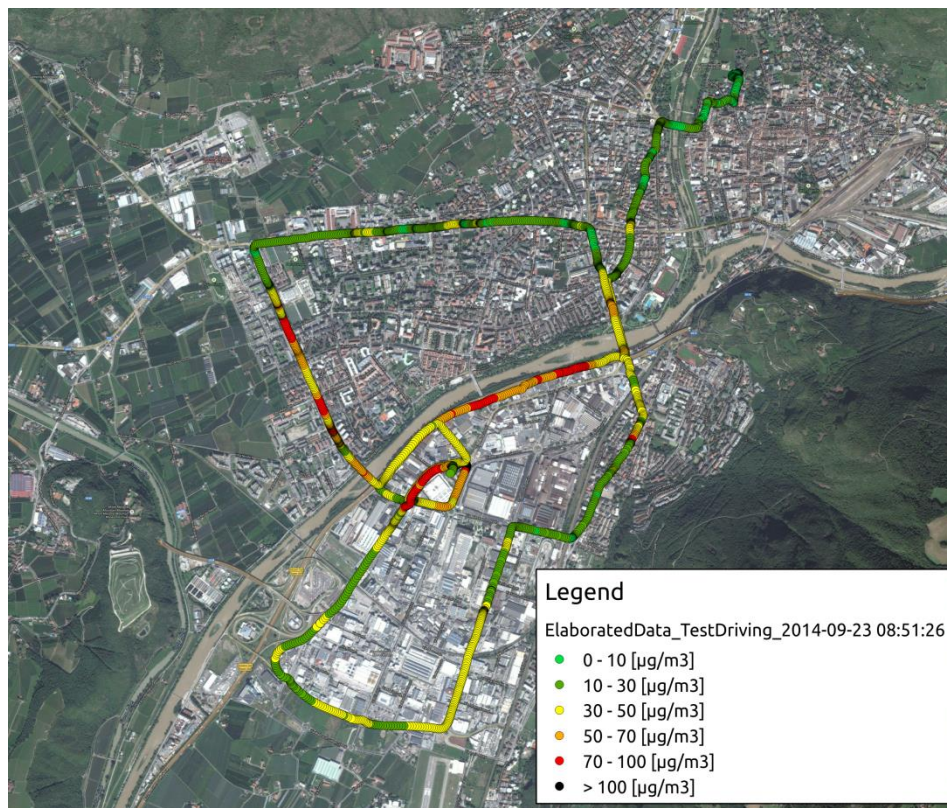 Legend
ElaboratedData_TestDriving_2014-09-23 08:51:26
0 - 10 [µg/m3]
10 - 30 [µg/m3]
30 - 50 [µg/m3]
50 - 70 [µg/m3]
70 - 100 [µg/m3]
> 100 [µg/m3]